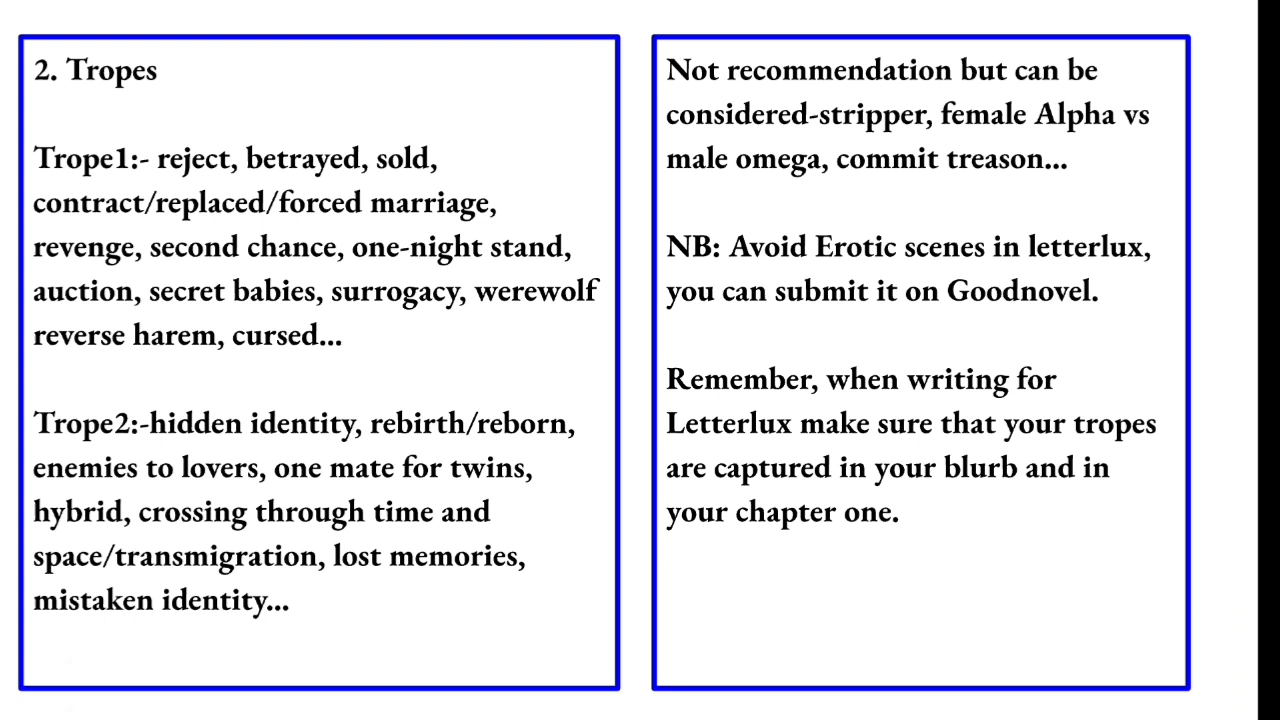 2. Tropes
Trope1:- reject, betrayed, sold,
contract/replaced/forced marriage,
revenge, second chance, one-night stand,
auction, secret babies, surrogacy, werewolf
reverse harem, cursed...
Trope2:-hidden identity, rebirth/reborn,
enemies to lovers, one mate for twins,
hybrid, crossing through time and
space/transmigration, lost memories,
mistaken identity...
Not recommendation but can be
considered-stripper, female Alpha vs
male omega, commit treason...
NB: Avoid Erotic scenes in letterlux,
you can submit it on Goodnovel.
Remember, when writing for
Letterlux make sure that your tropes
are captured in your blurb and in
your chapter one.